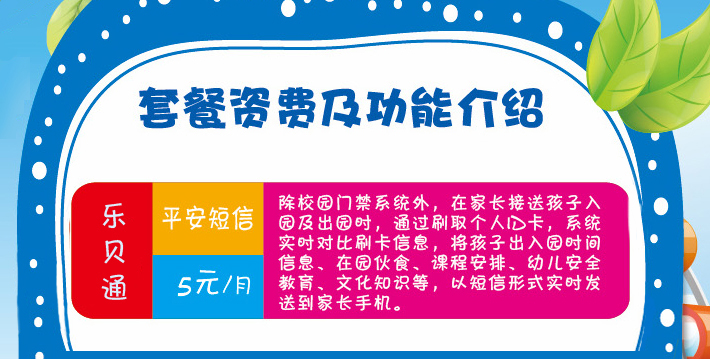 套餐资费及功能介绍
乐贝通
平安短信
5元/月
除校园门禁系统外，在家长接送孩子入
园及出园时，通过刷取个人ID卡，系统
实时对比刷卡信息，将孩子出入园时间
信息、在园伙食、课程安排、幼儿安全
教育、文化知识等，以短信形式实时发
送到家长手机。